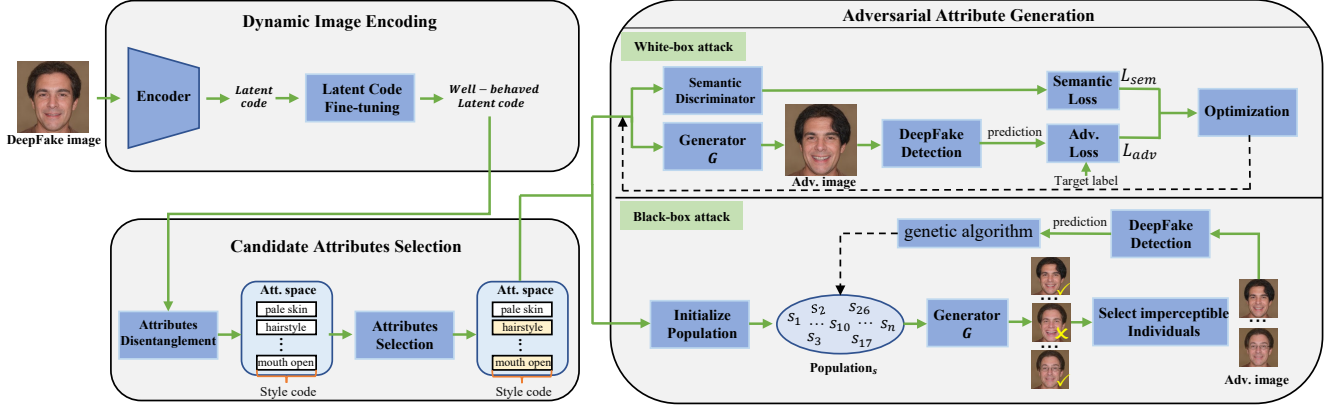 Dynamic Image Encoding
DeepFake image
Encoder
Latent
code
Latent Code
Fine-tuning
Well − behaved
Latent code
Candidate Attributes Selection
Attributes
Disentanglement
Att. space
pale skin
hairstyle
⋮
mouth open
Style code
Attributes
Selection
Att. space
pale skin
hairstyle
⋮
mouth open
Style code
Adversarial Attribute Generation
White-box attack
Semantic
Discriminator
Semantic
Loss
L_sem
Generator
G
Adv. image
DeepFake
Detection
prediction
Adv.
Loss
L_adv
Target label
Optimization
Black-box attack
genetic algorithm
prediction
DeepFake
Detection
Initialize
Population
s_1 s_2 s_26
⋯ s_10 ⋯ s_n
s_3 s_17
Population_s
Generator
G
...
...
Select imperceptible
Individuals
...
Adv. image